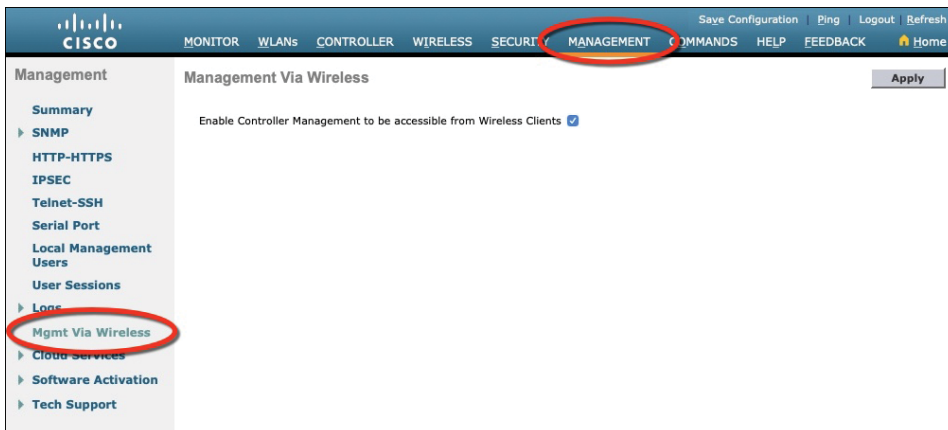 Save Configuration | Ping | Logout | Refresh
CISCO MONITOR WLANs CONTROLLER WIRELESS SECURITY MANAGEMENT COMMANDS HELP FEEDBACK Home
Management
Management Via Wireless
Apply
Summary
Enable Controller Management to be accessible from Wireless Clients
SNMP
HTTP-HTTPS
IPSEC
Telnet-SSH
Serial Port
Local Management
Users
User Sessions
Logs
Mgmt Via Wireless
Cloud Services
Software Activation
Tech Support